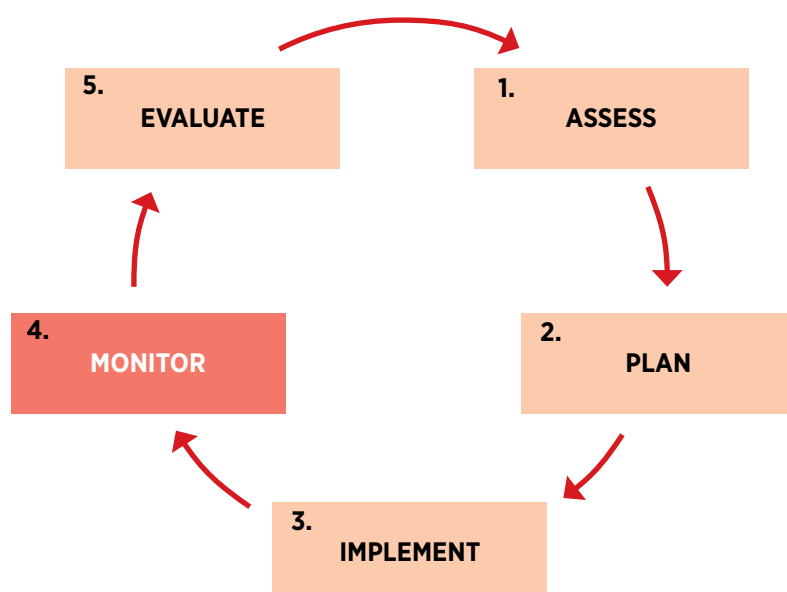 1.
ASSESS
2.
PLAN
3.
IMPLEMENT
4.
MONITOR
5.
EVALUATE